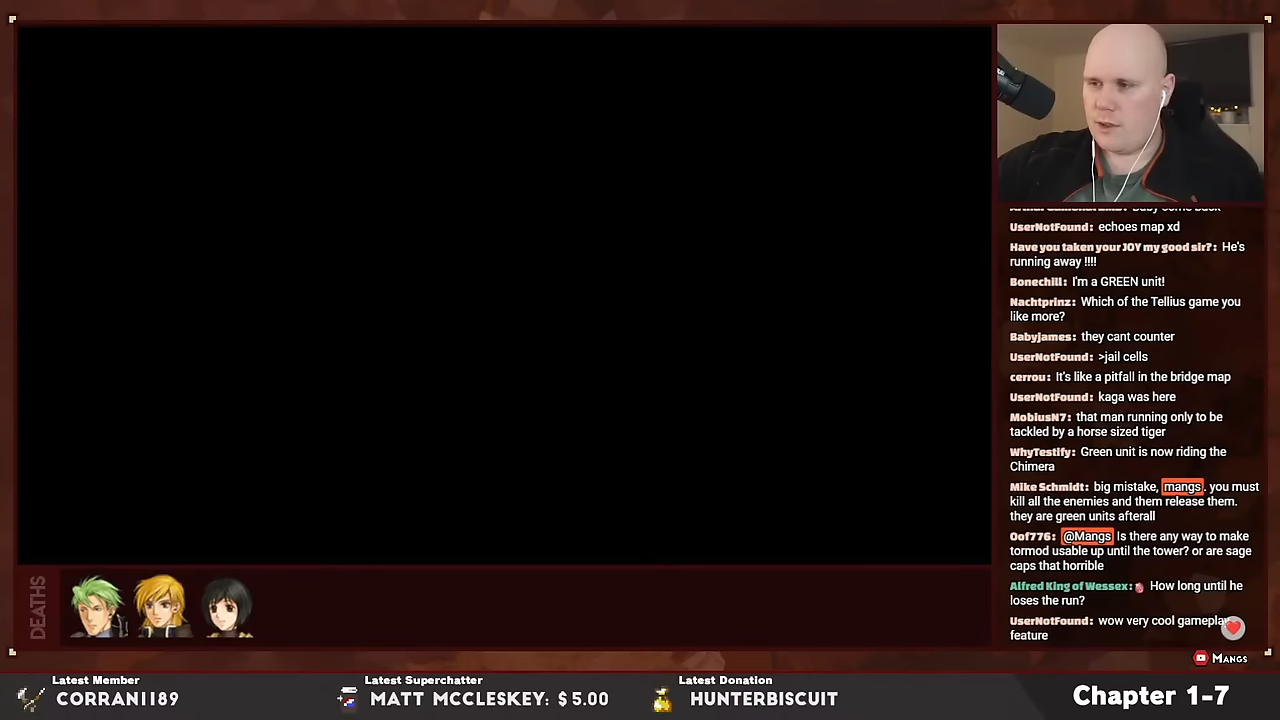 UserNotFound: echoes map xd
Have you taken your JOY my good sir?: He's
running away !!!!
Bonechill: I'm a GREEN unit!
Nachtprinz: Which of the Tellius game you
like more?
Babyjames: they cant counter
UserNotFound: >jail cells
cerrou: It's like a pitfall in the bridge map
UserNotFound: kaga was here
MobiusN7: that man running only to be
tackled by a horse sized tiger
WhyTestify: Green unit is now riding the
Chimera
Mike Schmidt: big mistake, mangs. you must
kill all the enemies and them release them.
they are green units afterall
Oof776: @Mangs Is there any way to make
tormod usable up until the tower? or are sage
caps that horrible
Alfred King of Wessex: How long until he
loses the run?
UserNotFound: wow very cool gameplay
feature
MANGS
DEATHS
Latest Member
CORRAN1189
Latest Superchatter
MATT MCCLESKEY: $5.00
Latest Donation
HUNTERBISCUIT
Chapter 1-7